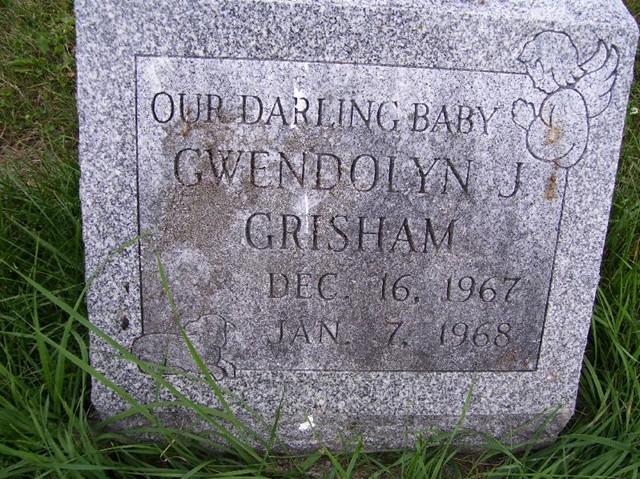 OUR DARLING BABY
GWENDOLYN J
GRISHAM
DEC. 16, 1967
JAN. 7, 1968